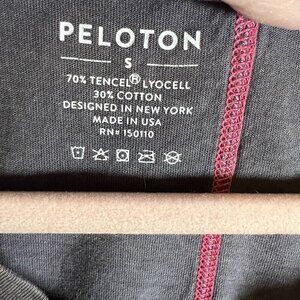 PELOTON
S
70% TENCEL® LYOCELL
30% COTTON
DESIGNED IN NEW YORK
MADE IN USA
RN# 150110